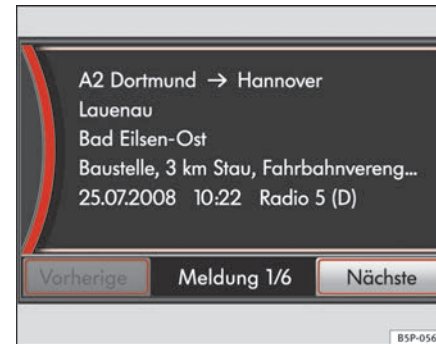 A2 Dortmund → Hannover
Lauenau
Bad Eilsen-Ost
Baustelle, 3 km Stau, Fahrbahnvereng...
25.07.2008 10:22 Radio 5 (D)
Vorherige Meldung 1/6 Nächste
B5P-056